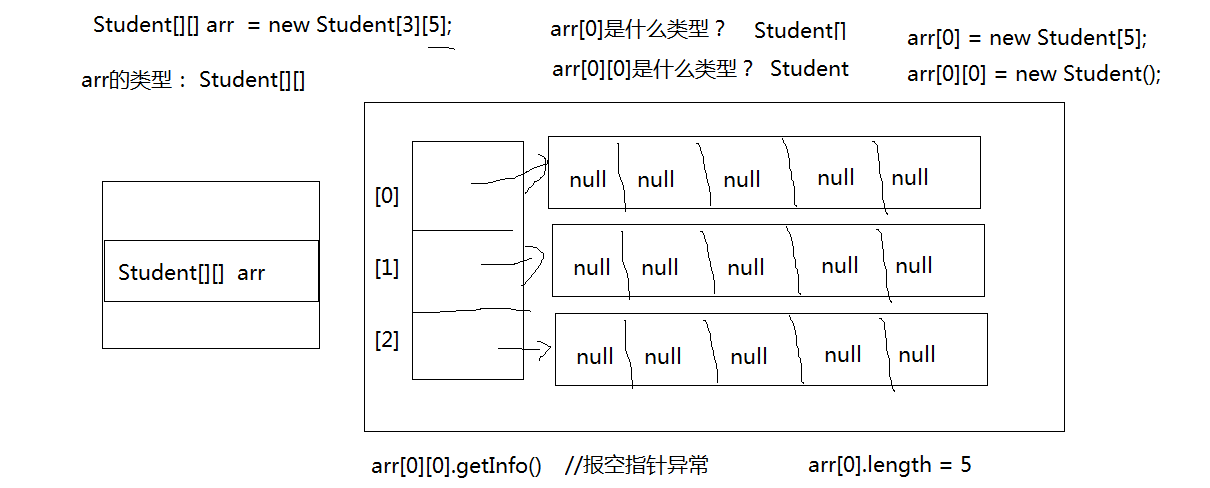 Student[][] arr = new Student[3][5];
arr的类型： Student[][]
arr[0]是什么类型？ Student[]
arr[0][0]是什么类型？ Student
arr[0] = new Student[5];
arr[0][0] = new Student();
Student[][] arr
[0]
null null null null null
[1]
null null null null null
[2]
null null null null null
arr[0][0].getInfo() //报空指针异常
arr[0].length = 5